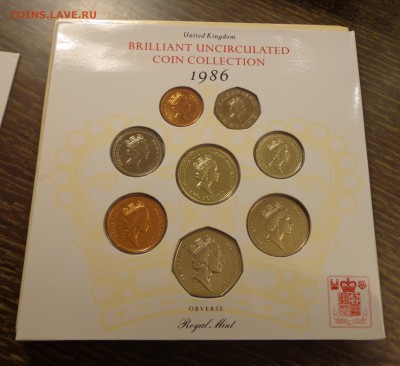 COINS.LAVE.RU
United Kingdom
BRILLIANT UNCIRCULATED
COIN COLLECTION
1986
OBVERSE
Royal Mint